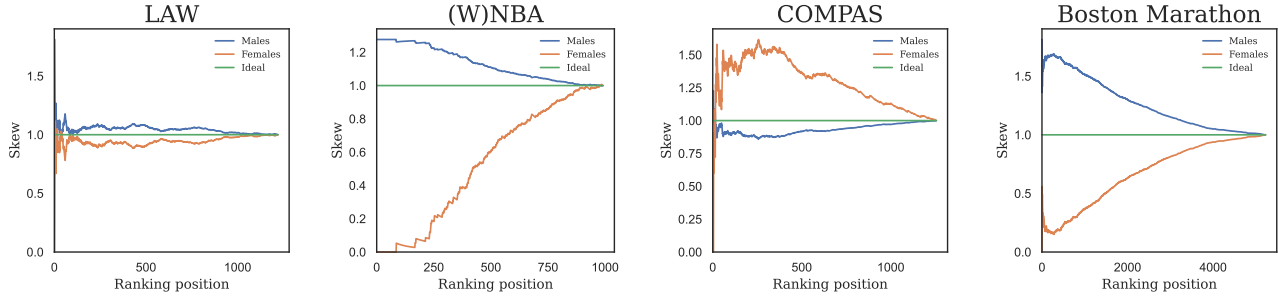 LAW
Males
Females
Ideal
1.5
1.0
0.5
0.0
Skew
0
500
1000
Ranking position
(W)NBA
Males
Females
Ideal
1.2
1.0
0.8
0.6
0.4
0.2
0.0
Skew
0
250
500
750
1000
Ranking position
COMPAS
Males
Females
Ideal
1.50
1.25
1.00
0.75
0.50
0.25
0.00
Skew
0
500
1000
Ranking position
Boston Marathon
Males
Females
Ideal
1.5
1.0
0.5
0.0
Skew
0
2000
4000
Ranking position